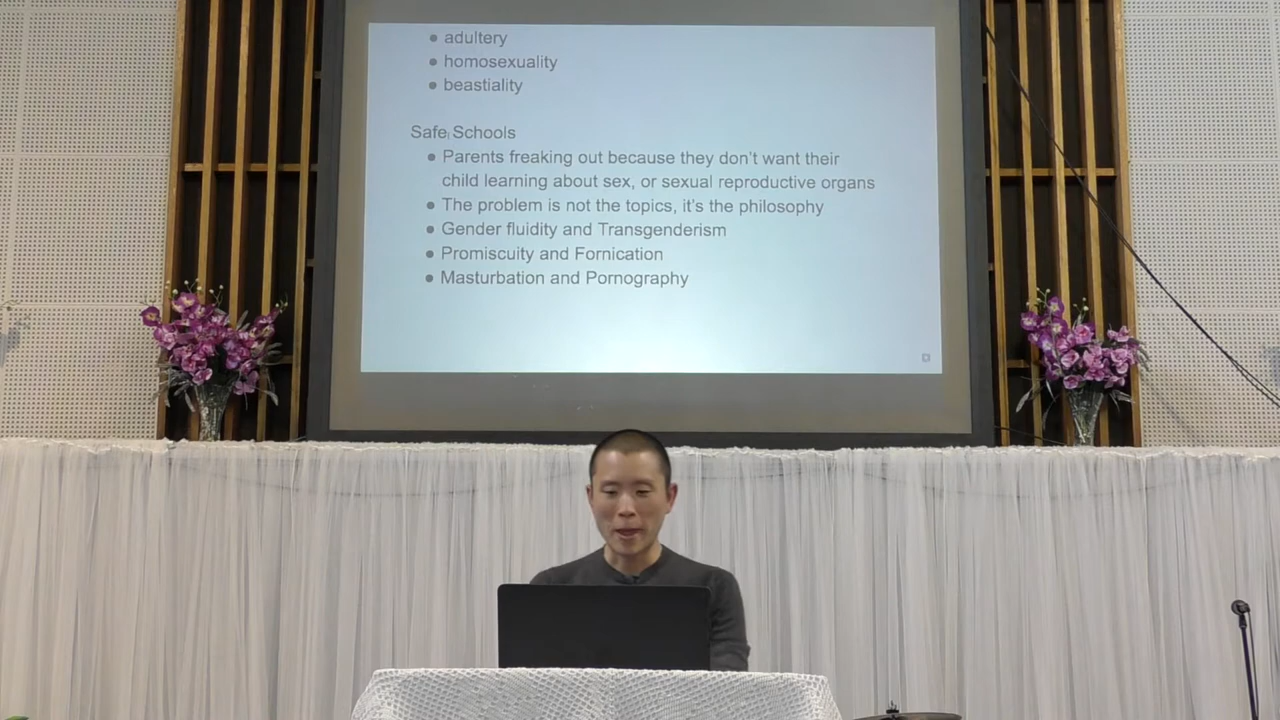 ● adultery
● homosexuality
● beastiality
Safe Schools
● Parents freaking out because they don't want their
child learning about sex, or sexual reproductive organs
● The problem is not the topics, it's the philosophy
● Gender fluidity and Transgenderism
● Promiscuity and Fornication
● Masturbation and Pornography